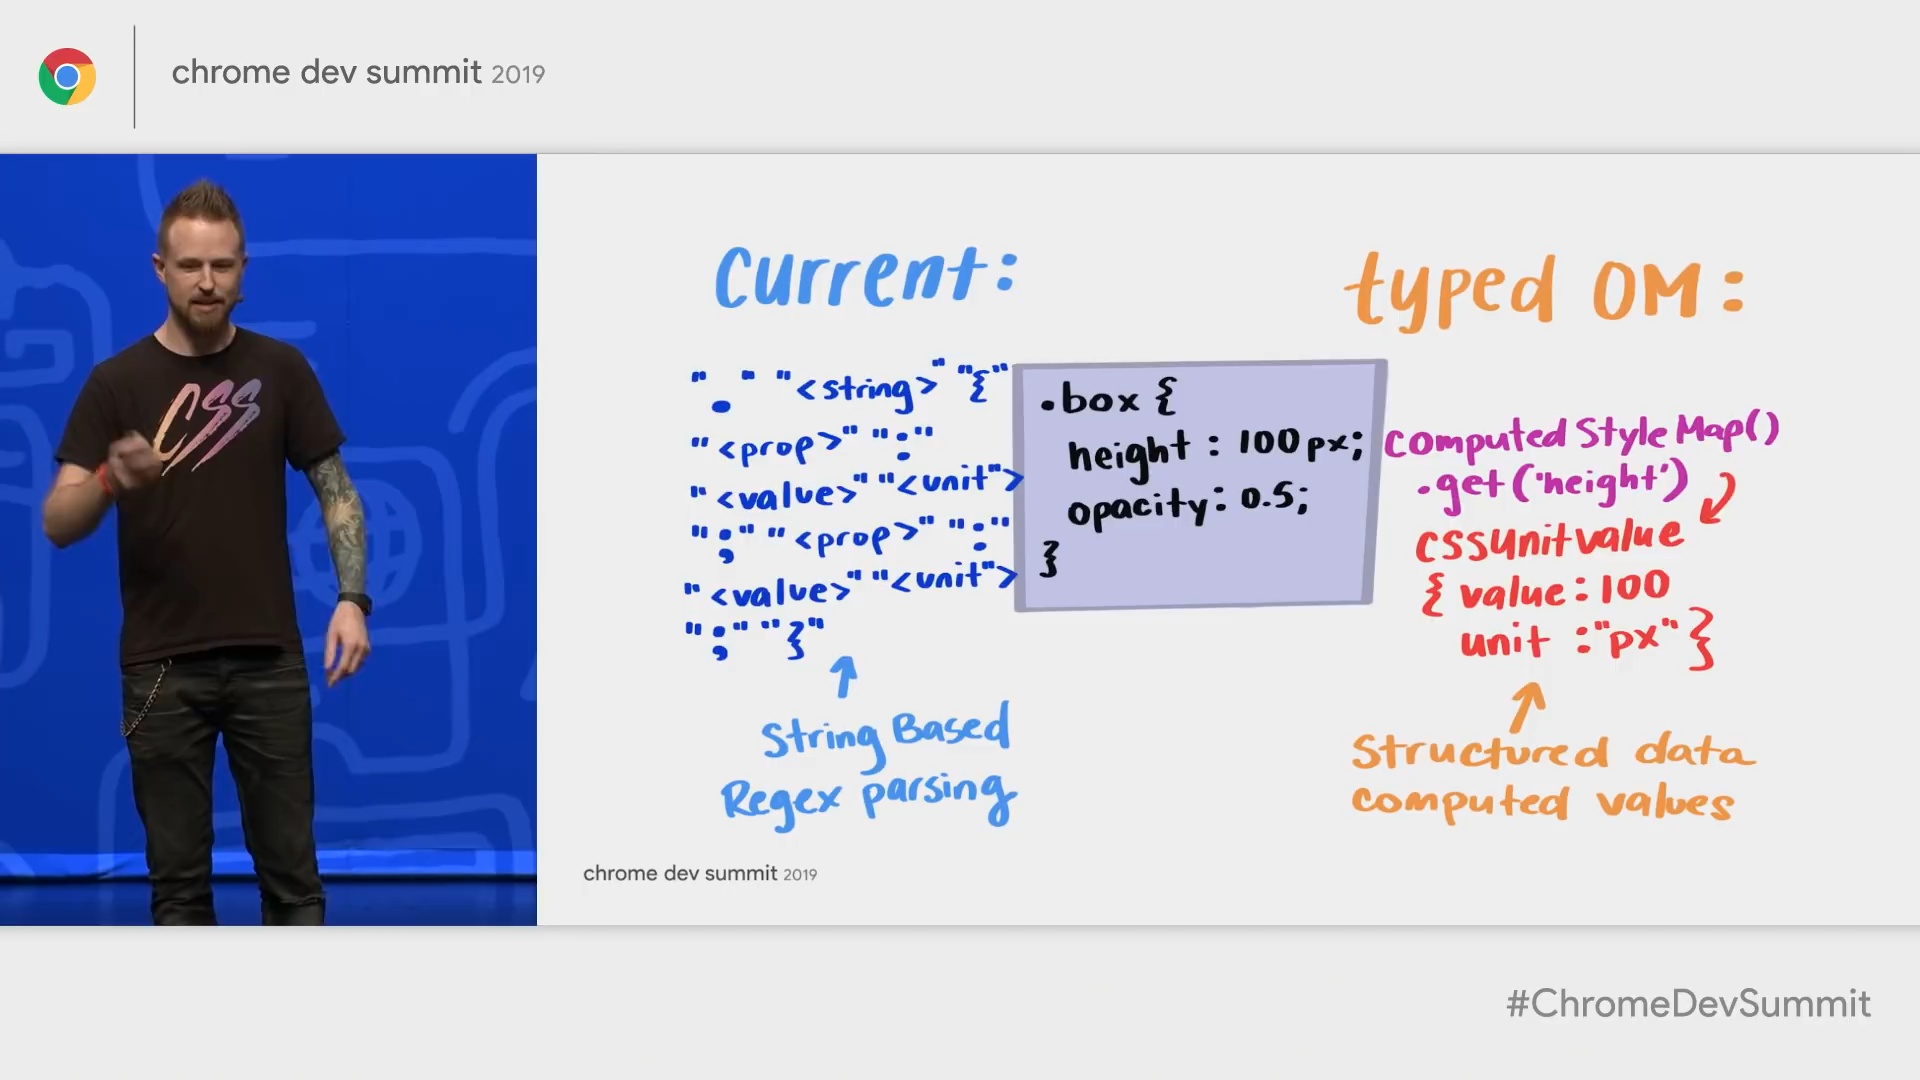 chrome dev summit 2019
CSS
current:
"." "<string>" "{"
"<prop>" ":"
"<value>" "<unit">
";" "<prop>" ":"
"<value>" "<unit">
";" "}"
String Based
Regex parsing
.box {
height : 100px;
opacity: 0.5;
}
typed OM:
computedStyleMap()
.get('height')
CSSUnitvalue
{ value:100
unit :"px" }
Structured data
computed values
chrome dev summit 2019
#ChromeDevSummit